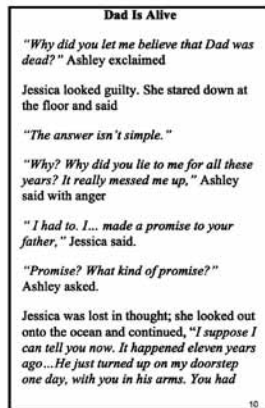 Dad Is Alive
"Why did you let me believe that Dad was
dead?" Ashley exclaimed
Jessica looked guilty. She stared down at
the floor and said
"The answer isn't simple."
"Why? Why did you lie to me for all these
years? It really messed me up," Ashley
said with anger
" I had to. I... made a promise to your
father," Jessica said.
"Promise? What kind of promise?"
Ashley asked.
Jessica was lost in thought; she looked out
onto the ocean and continued, "I suppose I
can tell you now. It happened eleven years
ago...He just turned up on my doorstep
one day, with you in his arms. You had
10